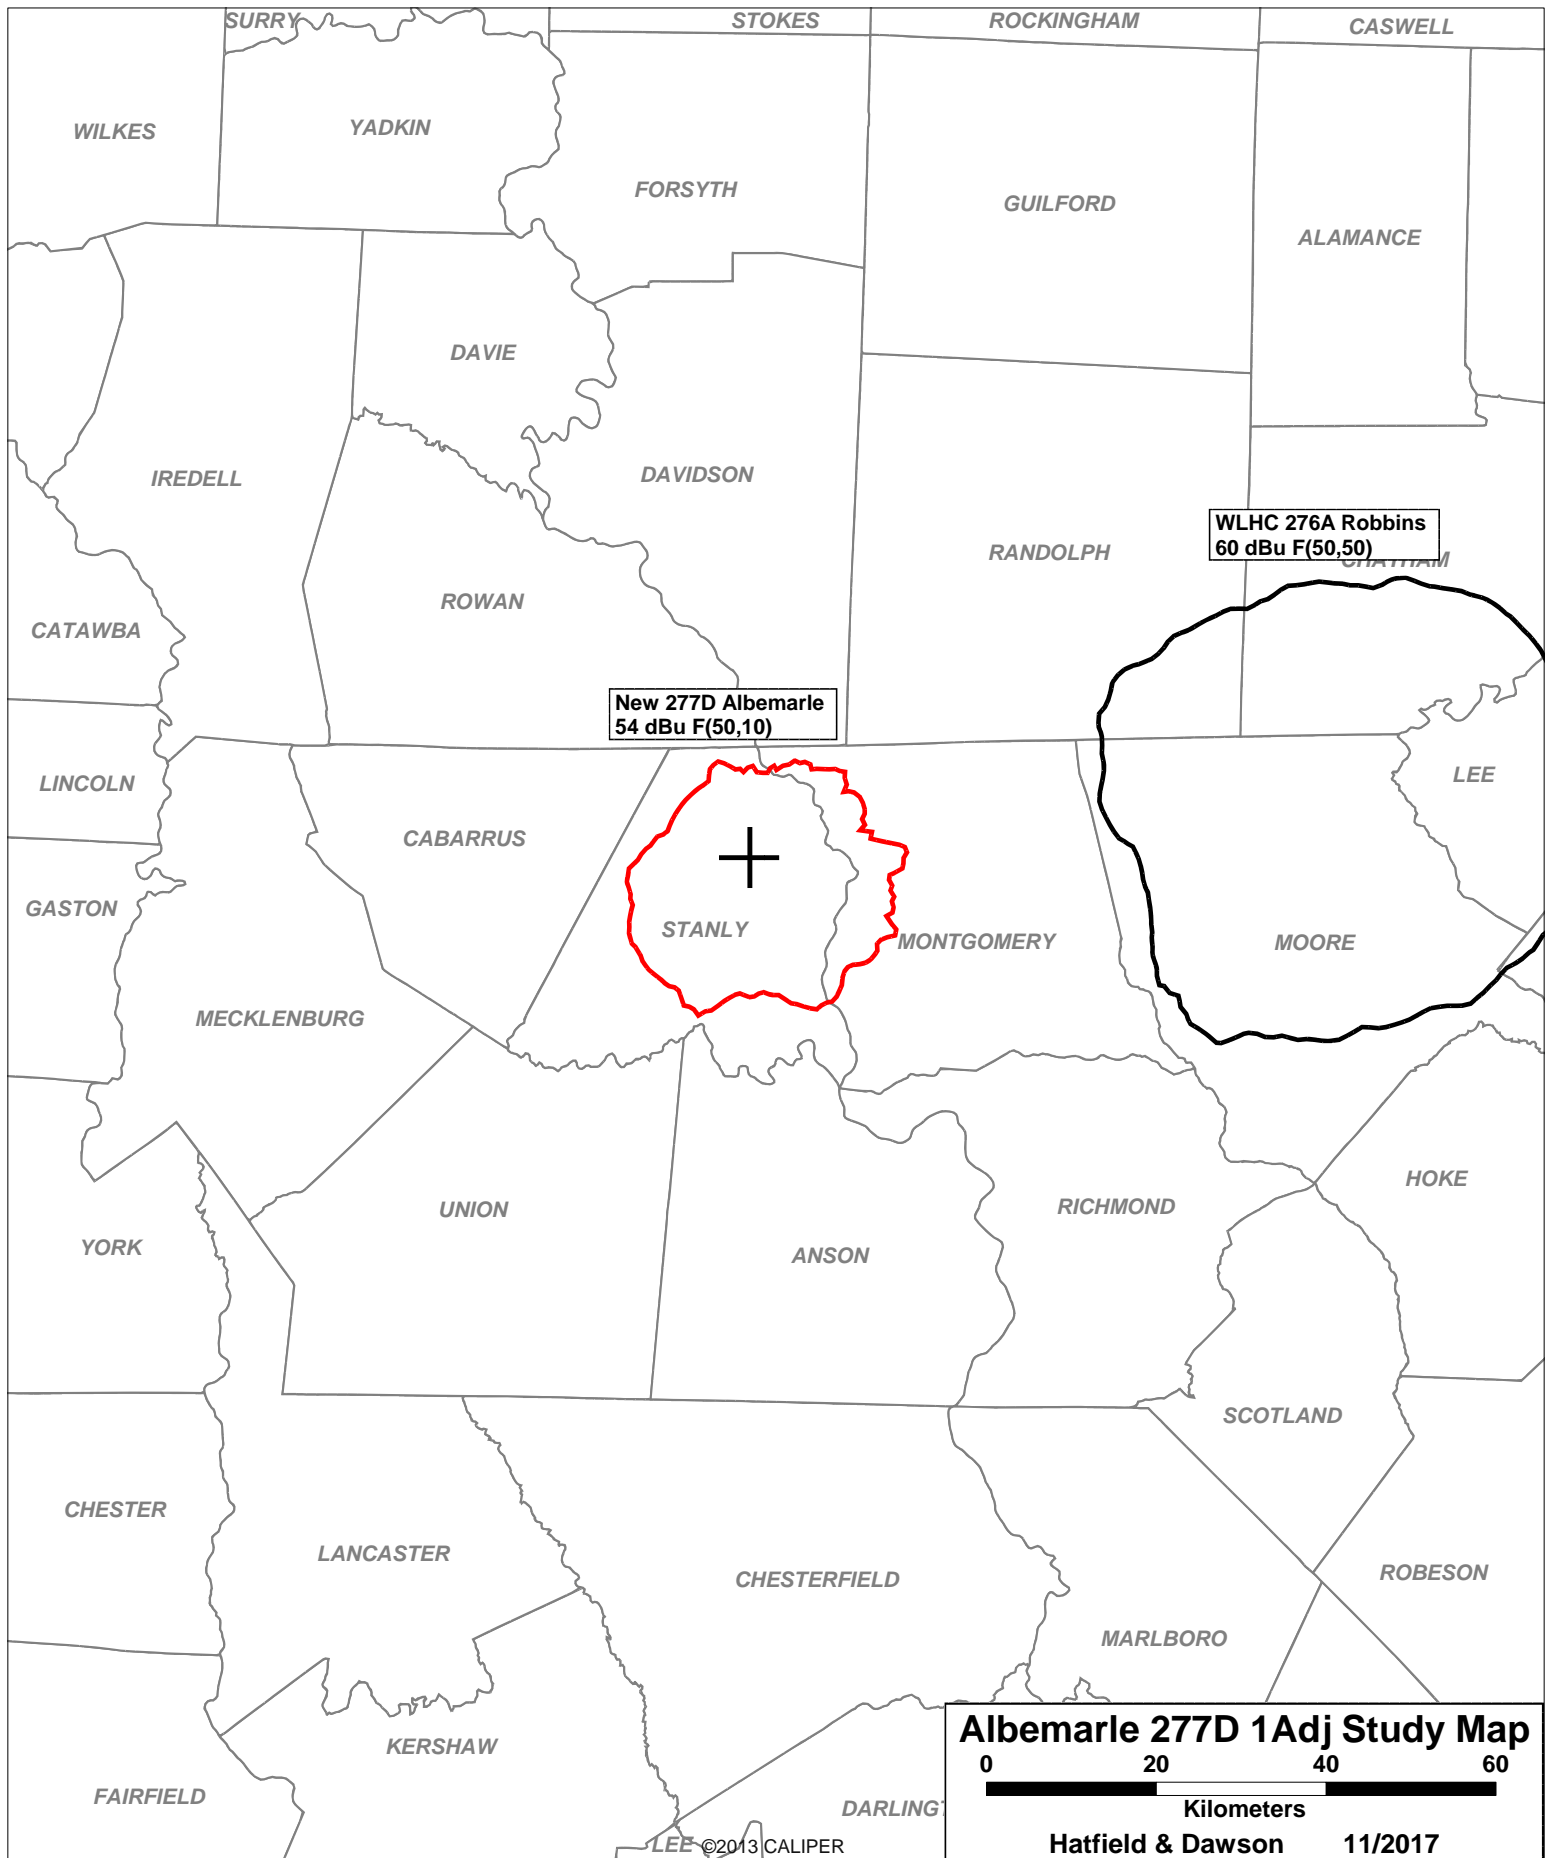 SURRY
STOKES
ROCKINGHAM
CASWELL
WILKES
YADKIN
FORSYTH
GUILFORD
ALAMANCE
DAVIE
IREDELL
DAVIDSON
WLHC 276A Robbins
60 dBu F(50,50)
RANDOLPH
CHATHAM
ROWAN
CATAWBA
New 277D Albemarle
54 dBu F(50,10)
LINCOLN
LEE
CABARRUS
GASTON
STANLY
MONTGOMERY
MOORE
MECKLENBURG
HOKE
UNION
RICHMOND
YORK
ANSON
SCOTLAND
CHESTER
LANCASTER
CHESTERFIELD
ROBESON
MARLBORO
KERSHAW
FAIRFIELD
DARLINGT
LEE
©2013 CALIPER
Albemarle 277D 1Adj Study Map
0 20 40 60
Kilometers
Hatfield & Dawson 11/2017